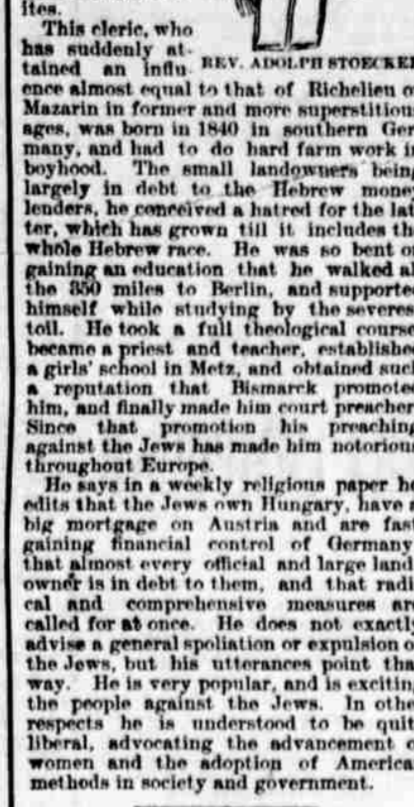 ites.
This cleric, who
has suddenly at-
tained an influ-
REV. ADOLPH STOECKER
ence almost equal to that of Richelieu o
Mazarin in former and more superstitiou
ages, was born in 1840 in southern Ger
many, and had to do hard farm work i
boyhood. The small landowners being
largely in debt to the Hebrew mone
lenders, he conceived a hatred for the lat
ter, which has grown till it includes th
whole Hebrew race. He was so bent o
gaining an education that he walked al
the 350 miles to Berlin, and supporte
himself while studying by the severes
toil. He took a full theological course
became a priest and teacher, establishe
a girls' school in Metz, and obtained suc
a reputation that Bismarck promote
him, and finally made him court preacher
Since that promotion his preaching
against the Jews has made him notorious
throughout Europe.
He says in a weekly religious paper he
edits that the Jews own Hungary, have a
big mortgage on Austria and are fast
gaining financial control of Germany
that almost every official and large land
owner is in debt to them, and that radi
cal and comprehensive measures are
called for at once. He does not exactly
advise a general spoliation or expulsion o
the Jews, but his utterances point tha
way. He is very popular, and is exciting
the people against the Jews. In othe
respects he is understood to be quit
liberal, advocating the advancement o
women and the adoption of America
methods in society and government.